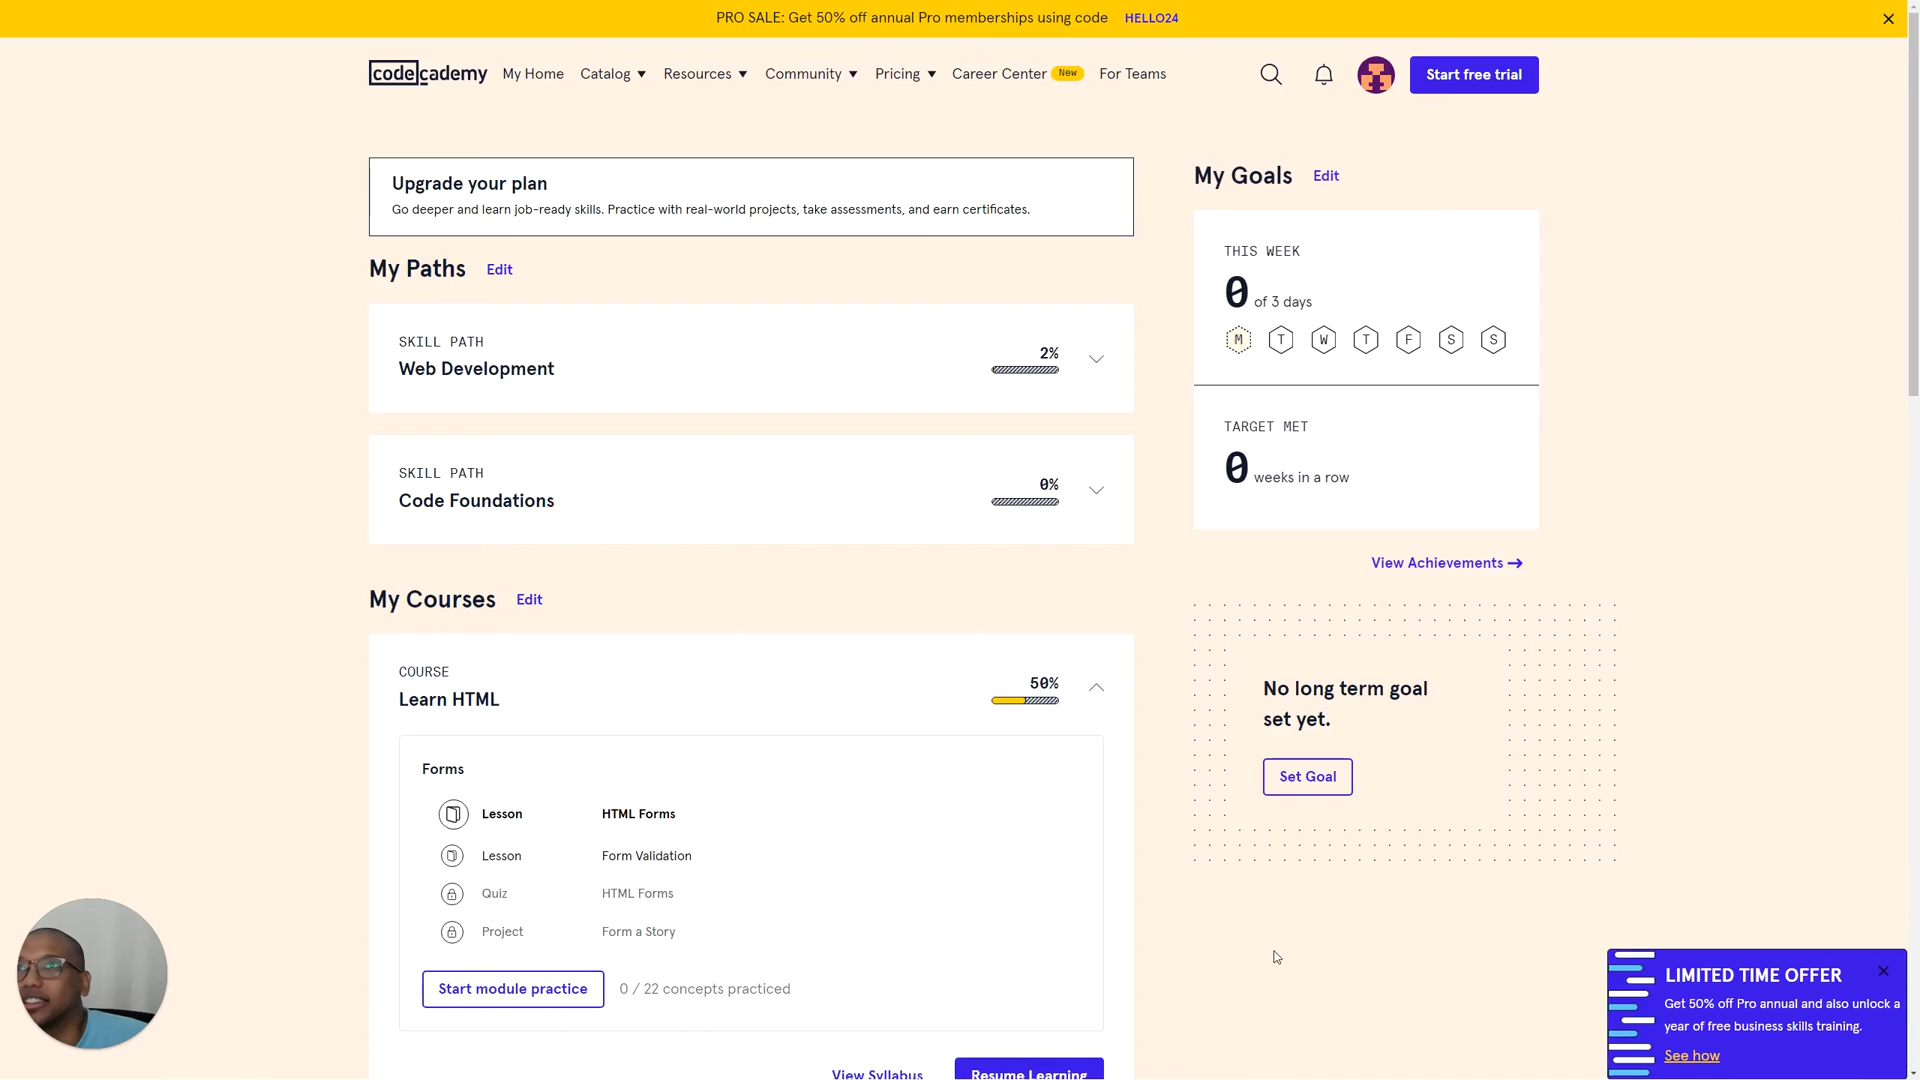 PRO SALE: Get 50% off annual Pro memberships using code HELLO24
codecademy My Home Catalog Resources Community Pricing Career Center New For Teams Start free trial
Upgrade your plan
Go deeper and learn job-ready skills. Practice with real-world projects, take assessments, and earn certificates.
My Paths Edit
SKILL PATH
Web Development
2%
SKILL PATH
Code Foundations
0%
My Courses Edit
COURSE
Learn HTML
50%
Forms
Lesson HTML Forms
Lesson Form Validation
Quiz HTML Forms
Project Form a Story
Start module practice 0 / 22 concepts practiced
View Syllabus Resume Learning
My Goals Edit
THIS WEEK
0 of 3 days
M T W T F S S
TARGET MET
0 weeks in a row
View Achievements
No long term goal
set yet.
Set Goal
LIMITED TIME OFFER
Get 50% off Pro annual and also unlock a
year of free business skills training.
See how